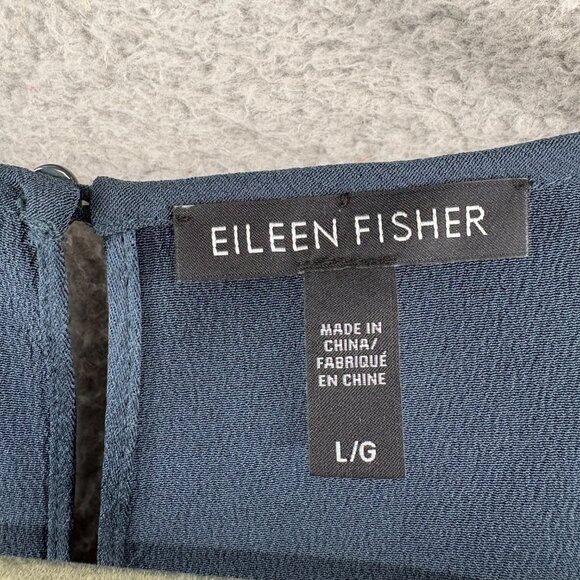 EILEEN FISHER
MADE IN
CHINA/
FABRIQUÉ
EN CHINE
L/G